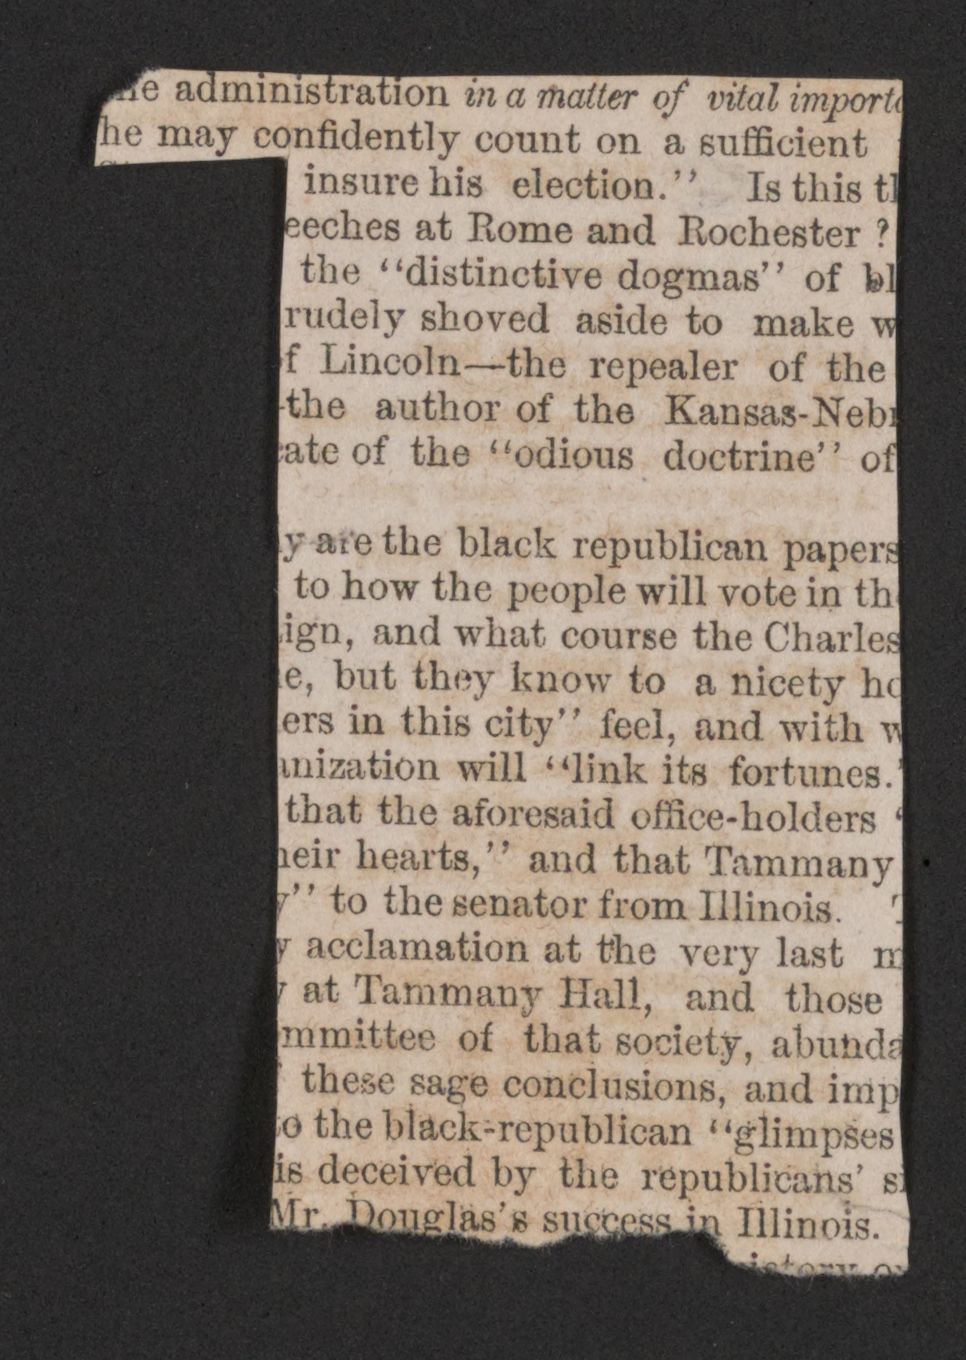 administration in a matter of vital
he may confidently count on a sufficient
insure his election." Is this
eeches at Rome and Rochester ?
the "distinctive dogmas" of bl
rudely shoved aside to make w
f Lincoln—the repealer of the
-the author of the Kansas-Neb
ate of the "odious doctrine" of
y are the black republican papers
to how the people will vote in th
ign, and what course the Charles
e, but they know to a nicety ho
ers in this city" feel, and with w
nization will "link its fortunes.
that the aforesaid office-holders "
heir hearts," and that Tammany
y" to the senator from Illinois.
y acclamation at the very last m
at Tammany Hall, and those
mmittee of that society, abunda
these sage conclusions, and imp
o the black-republican "glimpses
is deceived by the republicans' s
Mr. Douglas's success in Illinois.